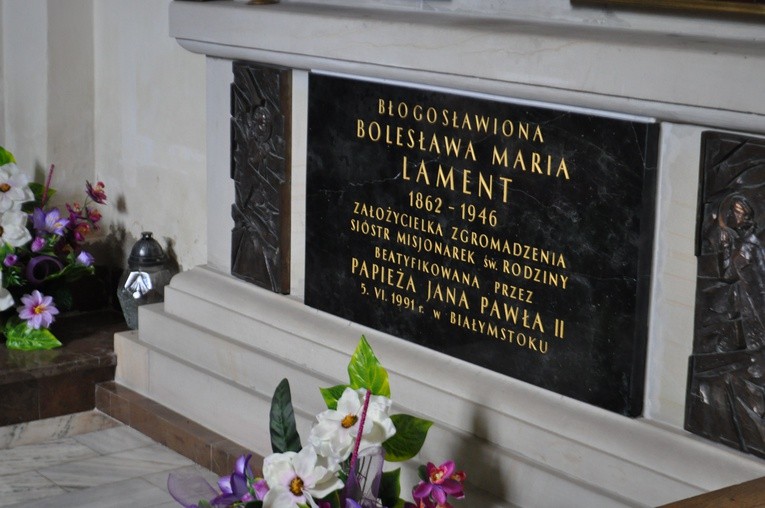 BŁOGOSŁAWIONA
BOLESŁAWA MARIA
LAMENT
1862 - 1946
ZAŁOŻYCIELKA ZGROMADZENIA
SIÓSTR MISJONAREK ŚW. RODZINY
BEATYFIKOWANA PRZEZ
PAPIEŻA JANA PAWŁA II
5. VI. 1991 r. W BIAŁYMSTOKU